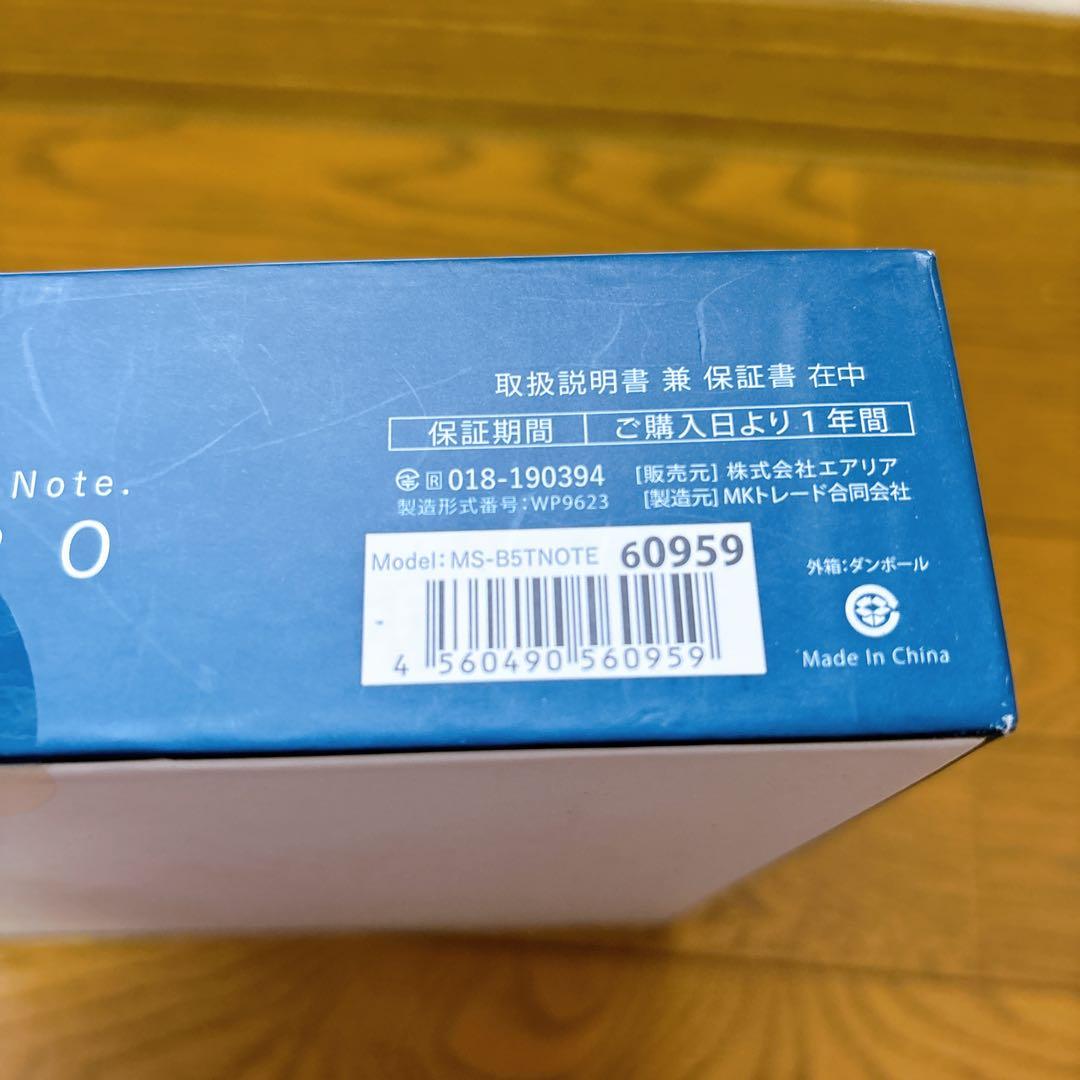 取扱説明書 兼 保証書 在中
保証期間 ご購入日より1年間
R 018-190394 [販売元] 株式会社エアリア
製造形式番号:WP9623 [製造元] MKトレード合同会社
Note.
O
Model: MS-B5TNOTE 60959
4 560490 560959
外箱:ダンボール
Made In China